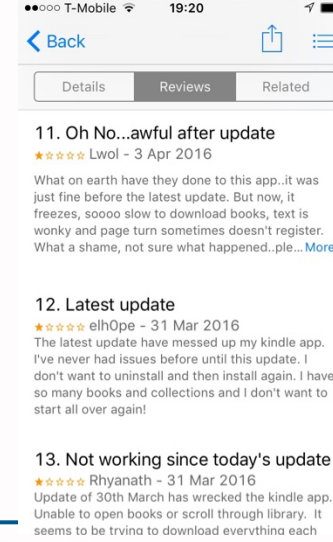 T-Mobile 19:20
Back
Details Reviews Related
11. Oh No...awful after update
Lwol - 3 Apr 2016
What on earth have they done to this app..it was
just fine before the latest update. But now, it
freezes, soooo slow to download books, text is
wonky and page turn sometimes doesn't register.
What a shame, not sure what happened..ple... More
12. Latest update
elh0pe - 31 Mar 2016
The latest update have messed up my kindle app.
I've never had issues before until this update. I
don't want to uninstall and then install again. I have
so many books and collections and I don't want to
start all over again!
13. Not working since today's update
Rhyanath - 31 Mar 2016
Update of 30th March has wrecked the kindle app.
Unable to open books or scroll through library. It
seems to be trying to download everything each